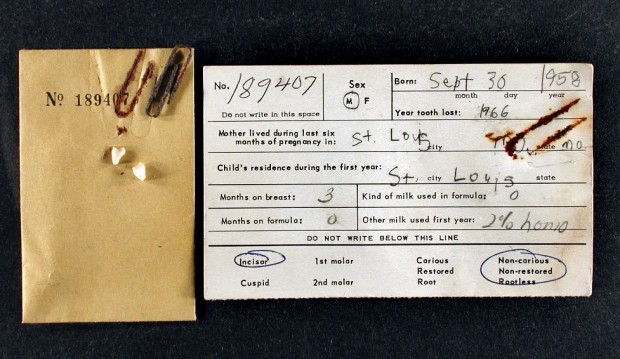 Nº 189407
No. 189407
Do not write in this space
Sex
M F
Born: Sept 30 1958
month day year
Year tooth lost: 1966
Mother lived during last six
months of pregnancy in: St. Louis mo.
city state
Child's residence during the first year:
St. Louis
city state
Months on breast: 3
Kind of milk used in formula: 0
Months on formula: 0
Other milk used first year: 2% homo
DO NOT WRITE BELOW THIS LINE
Incisor 1st molar Carious Non-carious
Restored Non-restored
Cuspid 2nd molar Root Rootless